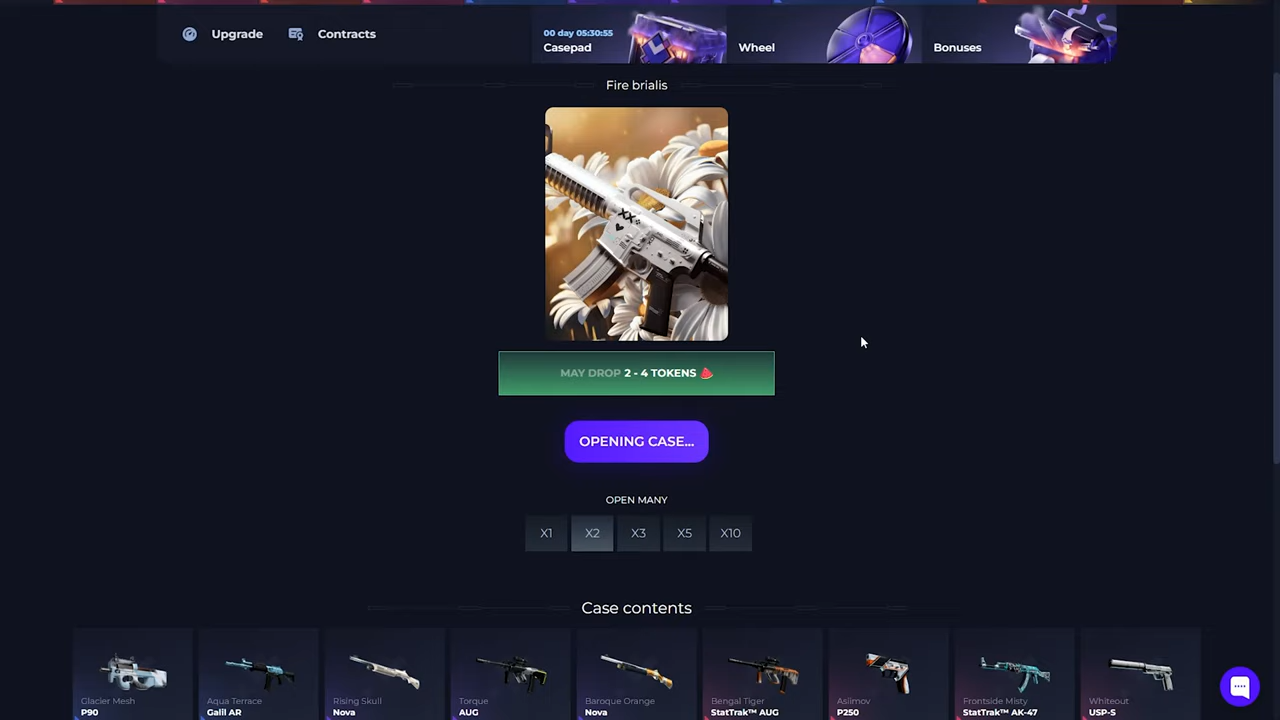 Upgrade
Contracts
00 day 05:30:55
Casepad
Wheel
Bonuses
Fire brialis
XX
MAY DROP 2 - 4 TOKENS
OPENING CASE...
OPEN MANY
X1
X2
X3
X5
X10
Case contents
Glacier Mesh
P90
Aqua Terrace
Galil AR
Rising Skull
Nova
Torque
AUG
Baroque Orange
Nova
Bengal Tiger
StatTrak™ AUG
Asiimov
P250
Frontside Misty
StatTrak™ AK-47
Whiteout
USP-S